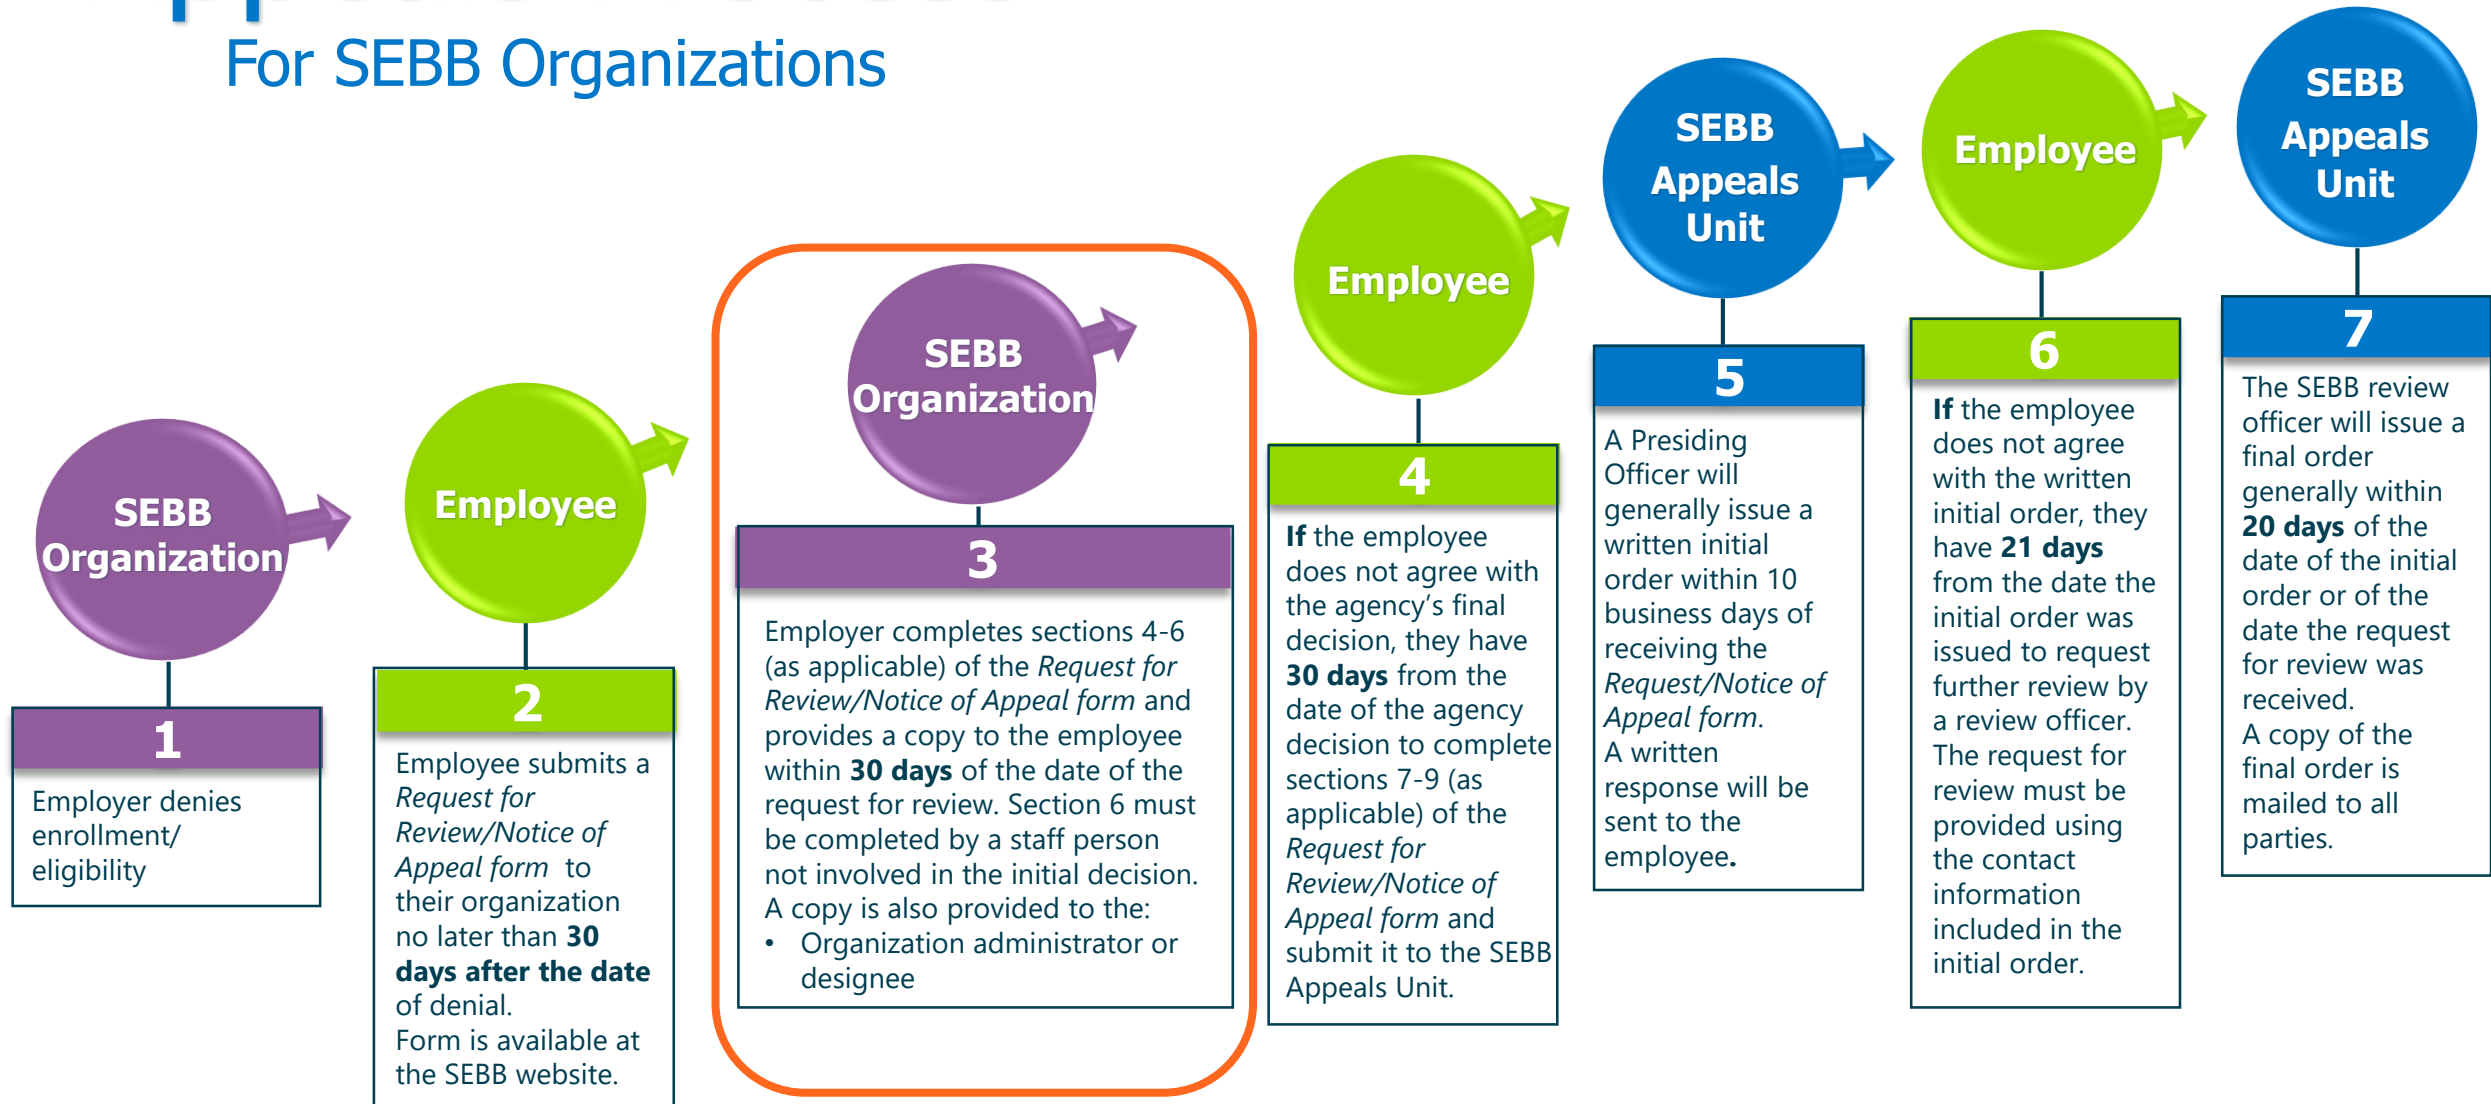 For SEBB Organizations
SEBB
Organization
1
Employer denies
enrollment/
eligibility
Employee
2
Employee submits a
Request for
Review/Notice of
Appeal form to
their organization
no later than 30
days after the date
of denial.
Form is available at
the SEBB website.
SEBB
Organization
3
Employer completes sections 4-6
(as applicable) of the Request for
Review/Notice of Appeal form and
provides a copy to the employee
within 30 days of the date of the
request for review. Section 6 must
be completed by a staff person
not involved in the initial decision.
A copy is also provided to the:
• Organization administrator or
designee
Employee
4
If the employee
does not agree with
the agency’s final
decision, they have
30 days from the
date of the agency
decision to complete
sections 7-9 (as
applicable) of the
Request for
Review/Notice of
Appeal form and
submit it to the SEBB
Appeals Unit.
SEBB
Appeals
Unit
5
A Presiding
Officer will
generally issue a
written initial
order within 10
business days of
receiving the
Request/Notice of
Appeal form.
A written
response will be
sent to the
employee.
Employee
6
If the employee
does not agree
with the written
initial order, they
have 21 days
from the date the
initial order was
issued to request
further review by
a review officer.
The request for
review must be
provided using
the contact
information
included in the
initial order.
SEBB
Appeals
Unit
7
The SEBB review
officer will issue a
final order
generally within
20 days of the
date of the initial
order or of the
date the request
for review was
received.
A copy of the
final order is
mailed to all
parties.